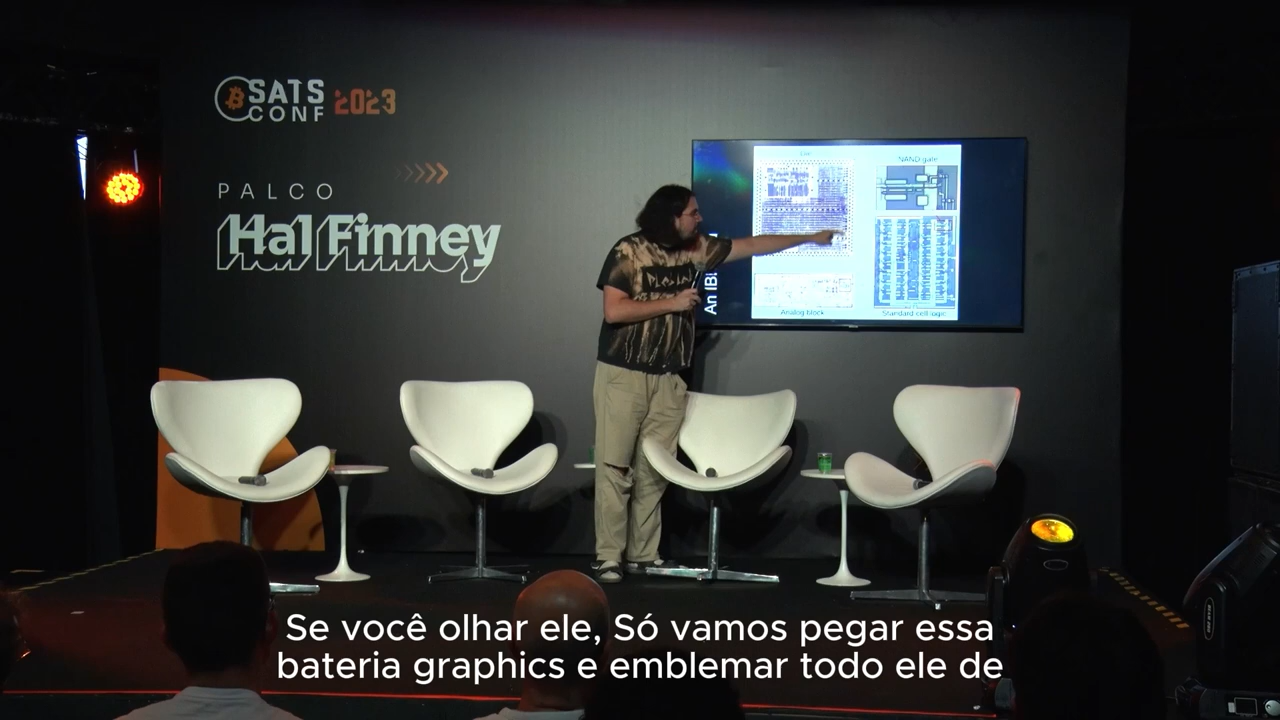 SATS
CONF 2023
PALCO
Hal Finney
NAND gate
An IB
Analog block
Standard cell logic
Se você olhar ele, Só vamos pegar essa
bateria graphics e emblemar todo ele de